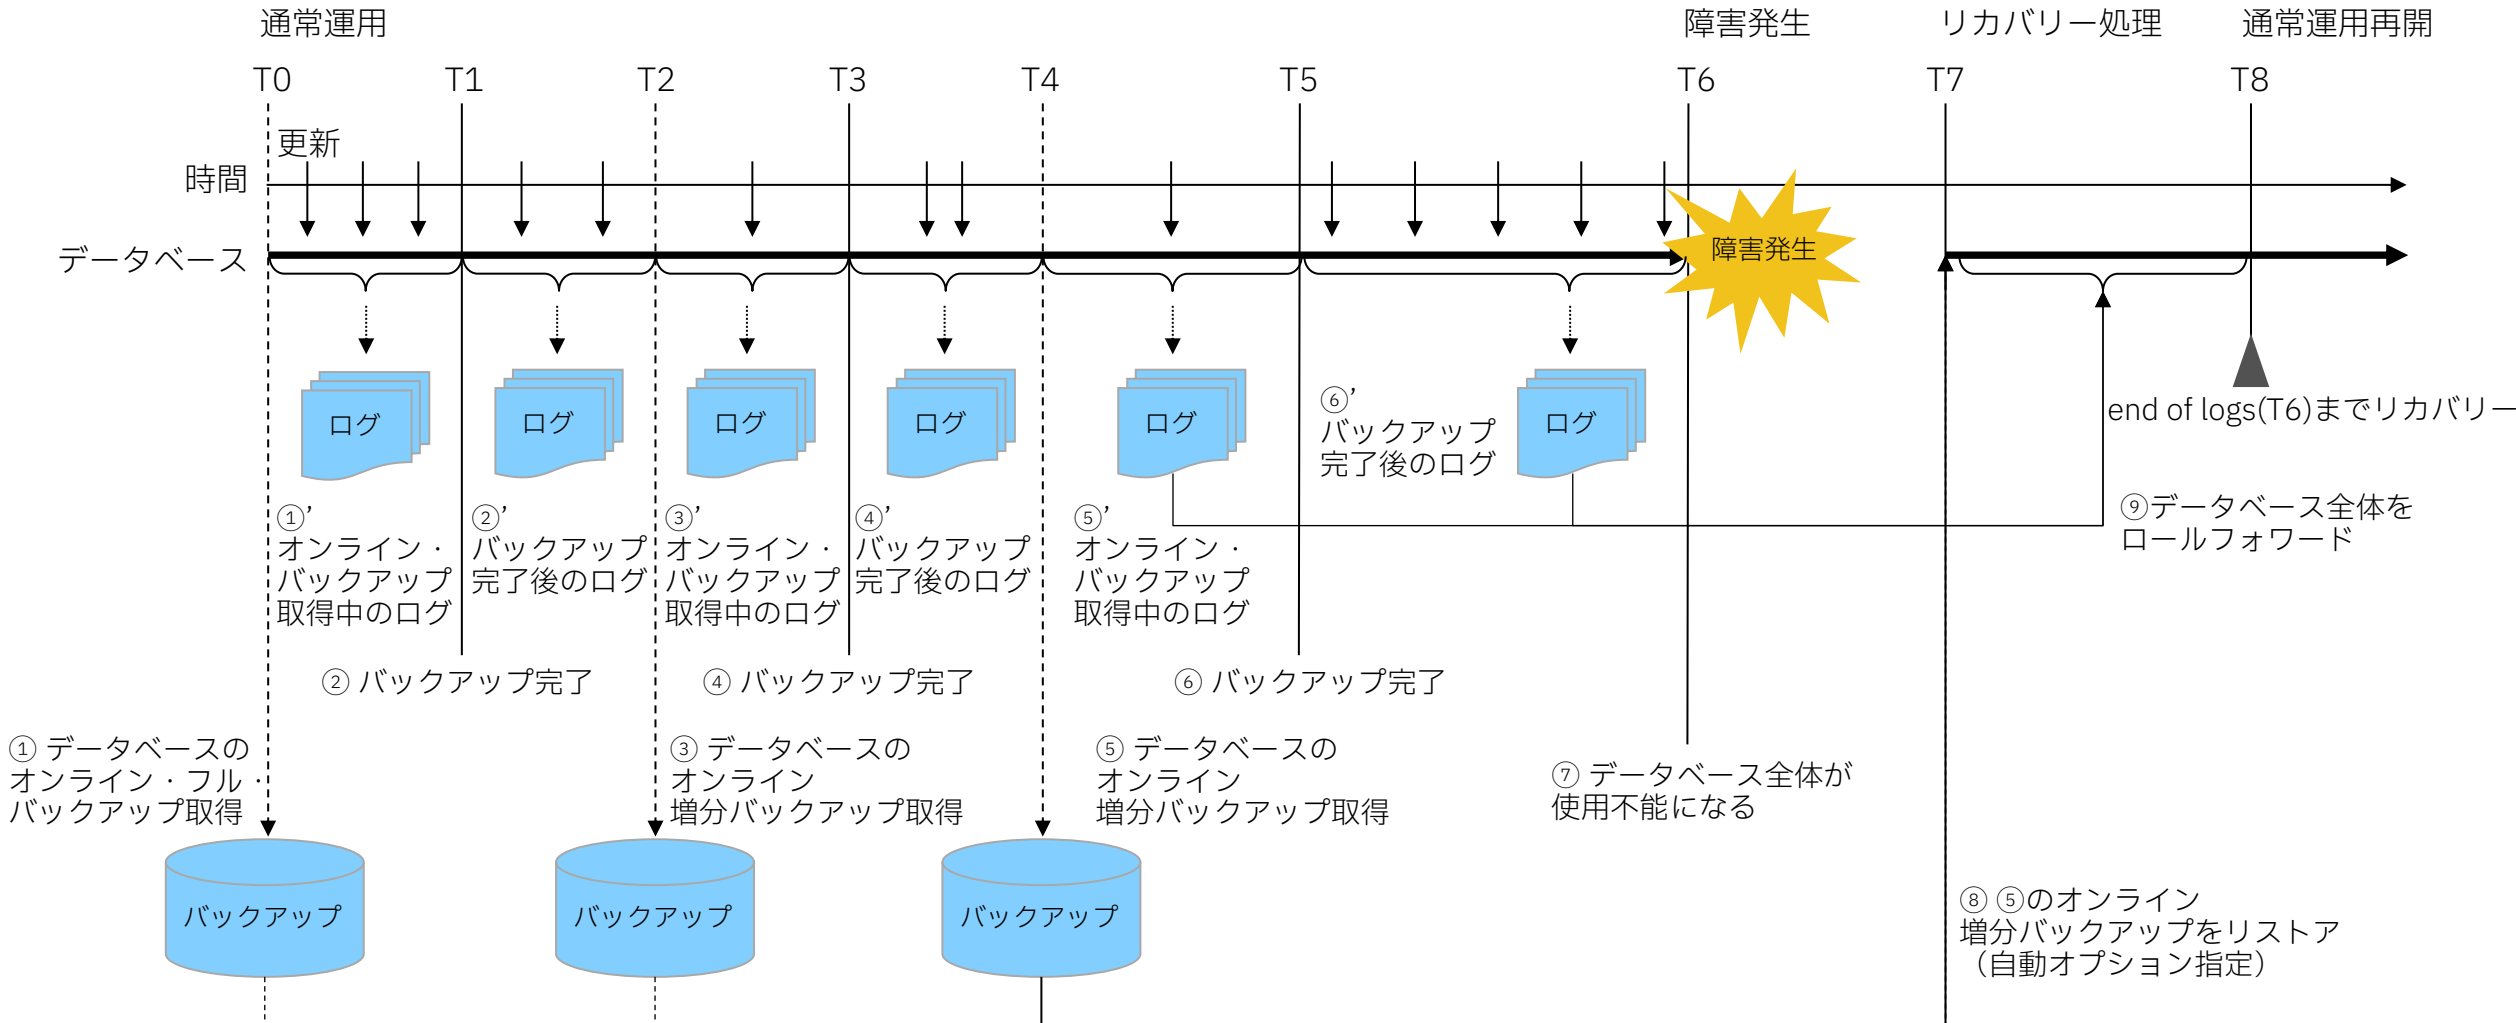 通常運用
障害発生
リカバリー処理
通常運用再開
T0
T1
T2
T3
T4
T5
T6
T7
T8
更新
時間
データベース
障害発生
ログ
ログ
ログ
ログ
ログ
ログ
①’
オンライン・
バックアップ
取得中のログ
②’
バックアップ
完了後のログ
③’
オンライン・
バックアップ
取得中のログ
④’
バックアップ
完了後のログ
⑤’
オンライン・
バックアップ
取得中のログ
⑥’
バックアップ
完了後のログ
end of logs(T6)までリカバリー
⑨データベース全体を
ロールフォワード
② バックアップ完了
④ バックアップ完了
⑥ バックアップ完了
① データベースの
オンライン・フル・
バックアップ取得
③ データベースの
オンライン
増分バックアップ取得
⑤ データベースの
オンライン
増分バックアップ取得
⑦ データベース全体が
使用不能になる
バックアップ
バックアップ
バックアップ
⑧ ⑤のオンライン
増分バックアップをリストア
（自動オプション指定）